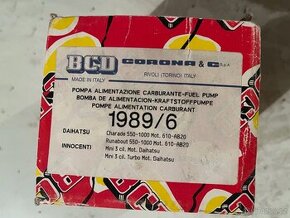 BCD CORONA & C S.p.A.
MADE IN ITALY
RIVOLI (TORINO) ITALY
POMPA ALIMENTAZIONE CARBURANTE-FUEL PUMP
BOMBA DE ALIMENTACION-KRAFTSTOFFPUMPE
POMPE ALIMENTATION CARBURANT
1989/6
DAIHATSU Charade 550-1000 Mot. 610-AB20
Runabout 550-1000 Mot. 610-AB20
INNOCENTI Mini 3 cil. Mot. Daihatsu
Mini 3 cil. Turbo Mot. Daihatsu